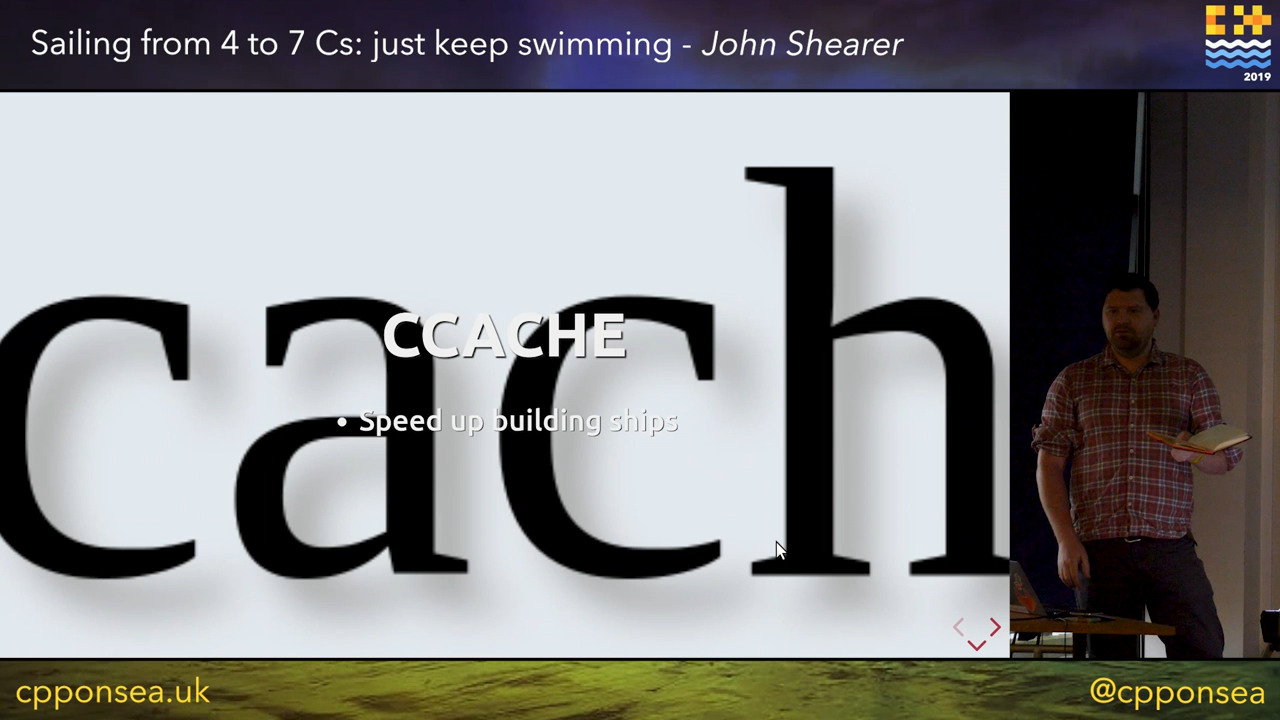 Sailing from 4 to 7 Cs: just keep swimming - John Shearer
2019
cach
CCACHE
• Speed up building ships
cpponsea.uk
@cpponsea